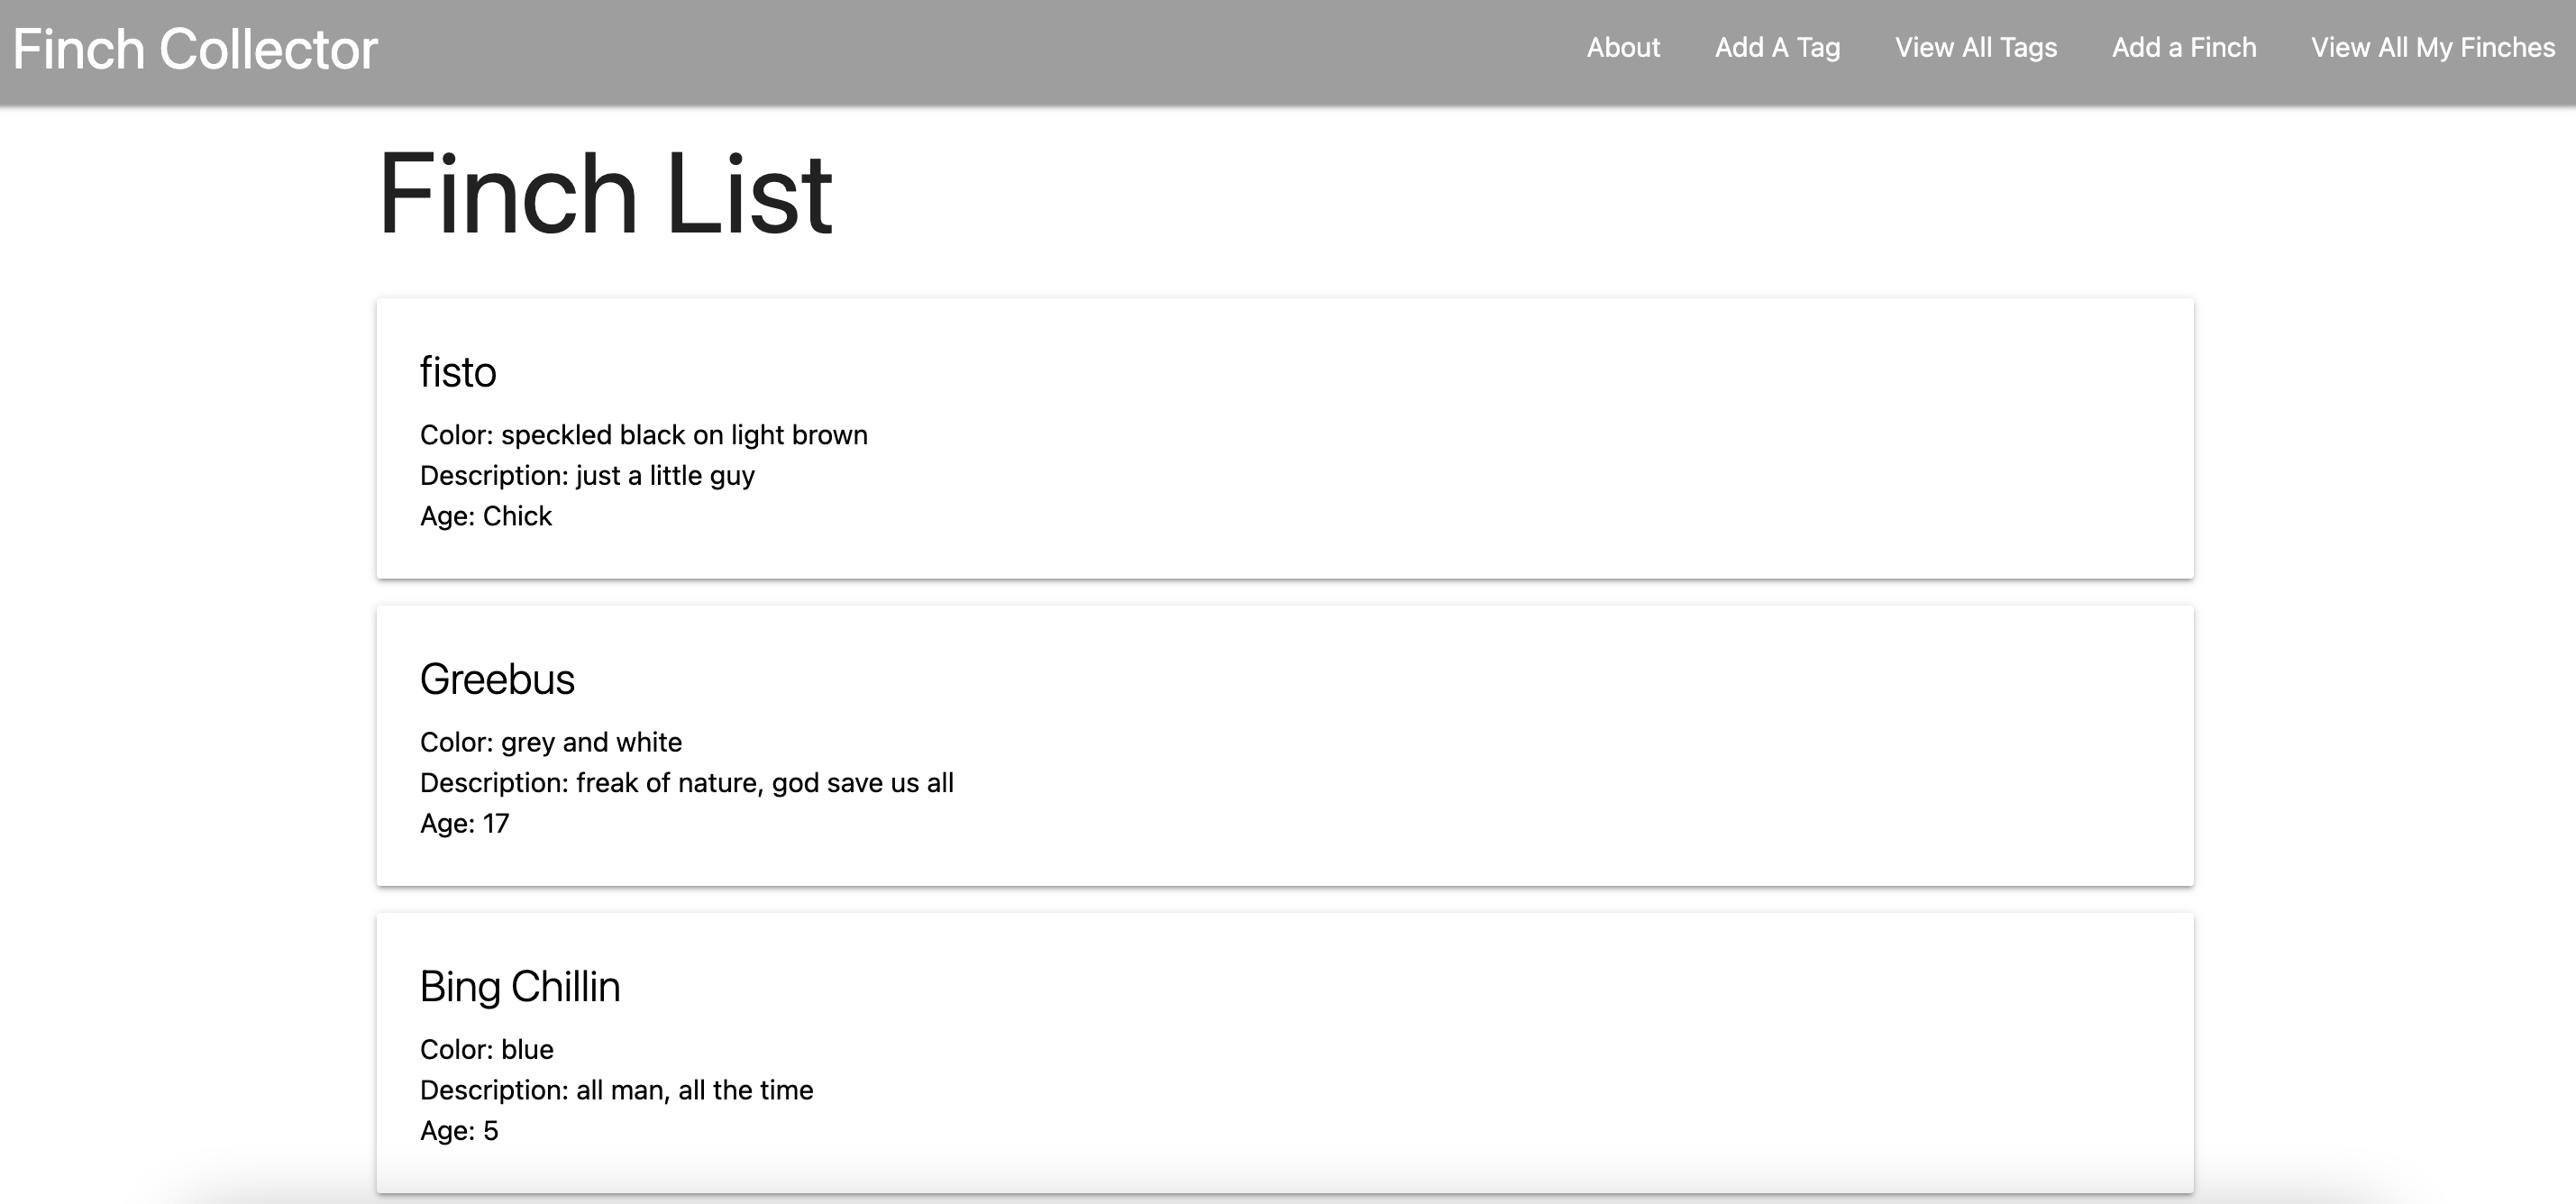 Finch Collector
About
Add A Tag
View All Tags
Add a Finch
View All My Finches
Finch List
fisto
Color: speckled black on light brown
Description: just a little guy
Age: Chick
Greebus
Color: grey and white
Description: freak of nature, god save us all
Age: 17
Bing Chillin
Color: blue
Description: all man, all the time
Age: 5